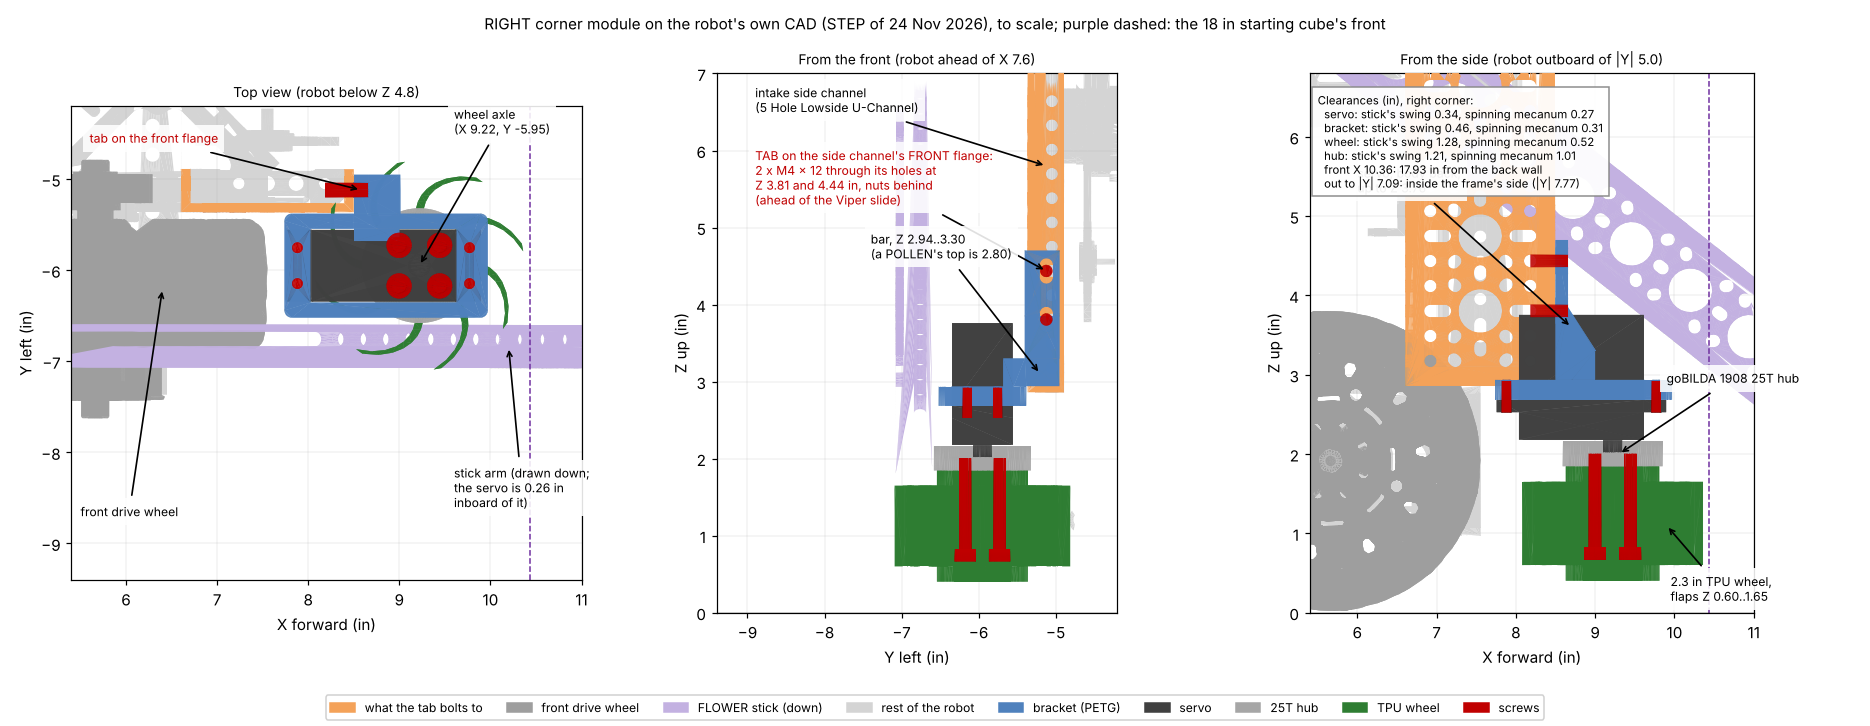 RIGHT corner module on the robot's own CAD (STEP of 24 Nov 2026), to scale; purple dashed: the 18 in starting cube's front
Top view (robot below Z 4.8)
tab on the front flange
wheel axle
(X 9.22, Y -5.95)
front drive wheel
stick arm (drawn down;
the servo is 0.26 in
inboard of it)
−5
−6
−7
−8
−9
Y left (in)
6
7
8
9
10
11
X forward (in)
From the front (robot ahead of X 7.6)
intake side channel
(5 Hole Lowside U-Channel)
TAB on the side channel's FRONT flange:
2 x M4 × 12 through its holes at
Z 3.81 and 4.44 in, nuts behind
(ahead of the Viper slide)
bar, Z 2.94..3.30
(a POLLEN's top is 2.80)
7
6
5
4
3
2
1
0
Z up (in)
−9
−8
−7
−6
−5
Y left (in)
From the side (robot outboard of |Y| 5.0)
Clearances (in), right corner:
servo: stick's swing 0.34, spinning mecanum 0.27
bracket: stick's swing 0.46, spinning mecanum 0.31
wheel: stick's swing 1.28, spinning mecanum 0.52
hub: stick's swing 1.21, spinning mecanum 1.01
front X 10.36: 17.93 in from the back wall
out to |Y| 7.09: inside the frame's side (|Y| 7.77)
goBILDA 1908 25T hub
2.3 in TPU wheel,
flaps Z 0.60..1.65
6
5
4
3
2
1
0
Z up (in)
6
7
8
9
10
11
X forward (in)
what the tab bolts to
front drive wheel
FLOWER stick (down)
rest of the robot
bracket (PETG)
servo
25T hub
TPU wheel
screws